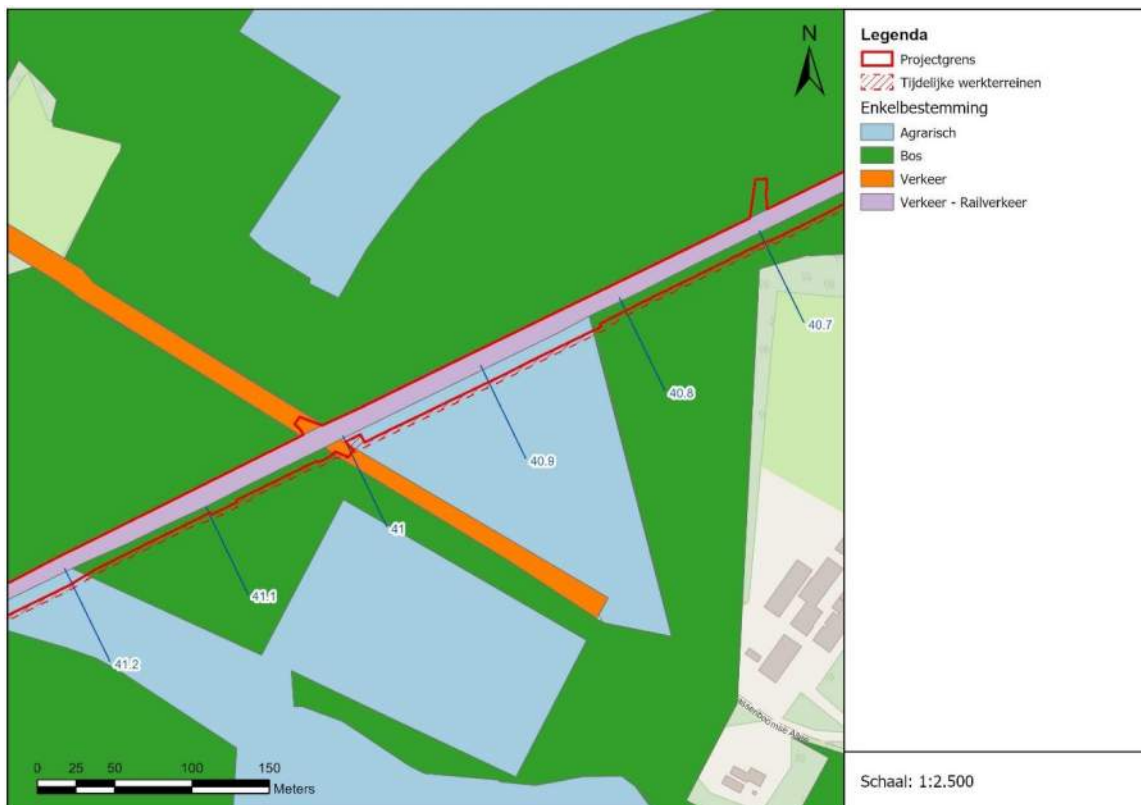 Legenda
Projectgrens
Tijdelijke werkterreinen
Enkelbestemming
Agrarisch
Bos
Verkeer
Verkeer - Railverkeer
N
40.7
40.8
40.9
41
41.1
41.2
0 25 50 100 150
Meters
Schaal: 1:2.500